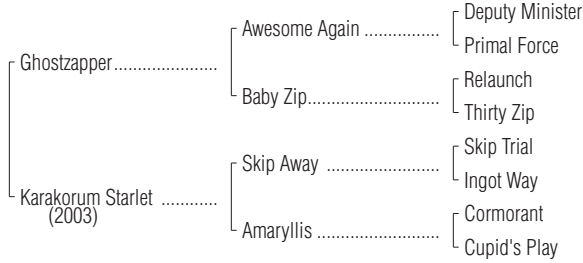 Deputy Minister
Awesome Again ..................
Primal Force
Ghostzapper.......................
Relaunch
Baby Zip................................
Thirty Zip
Skip Trial
Skip Away ...........................
Ingot Way
Karakorum Starlet ............
(2003)
Cormorant
Amaryllis .............................
Cupid's Play